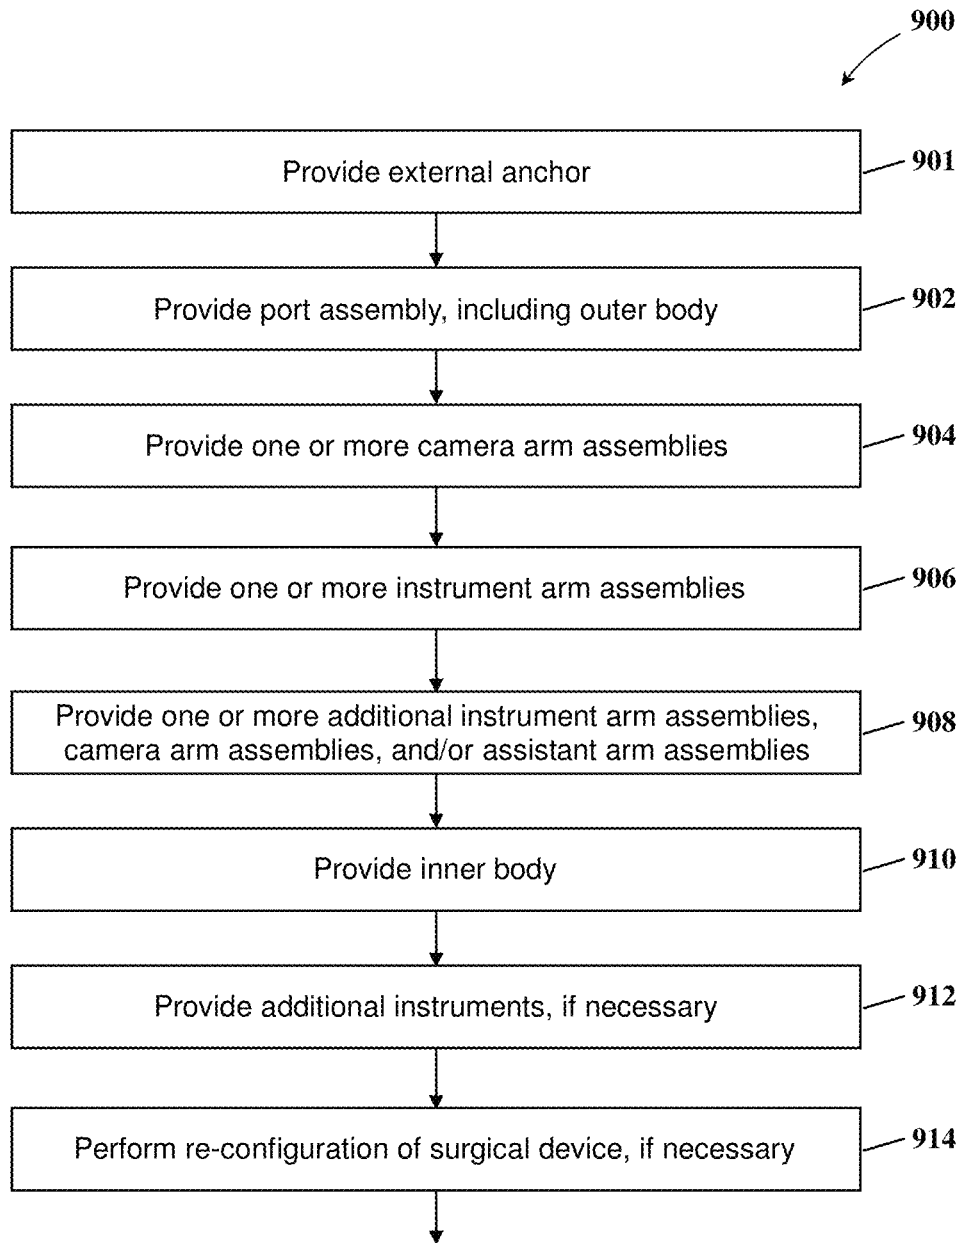 900
Provide external anchor
901
Provide port assembly, including outer body
902
Provide one or more camera arm assemblies
904
Provide one or more instrument arm assemblies
906
Provide one or more additional instrument arm assemblies,
camera arm assemblies, and/or assistant arm assemblies
908
Provide inner body
910
Provide additional instruments, if necessary
912
Perform re-configuration of surgical device, if necessary
914